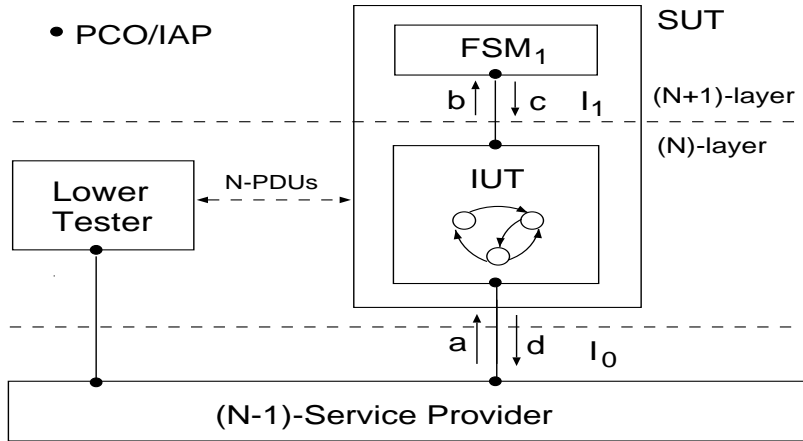 PCO/IAP
SUT
FSM1
b
c
I1
(N+1)-layer
(N)-layer
Lower
Tester
N-PDUs
IUT
a
d
I0
(N-1)-Service Provider